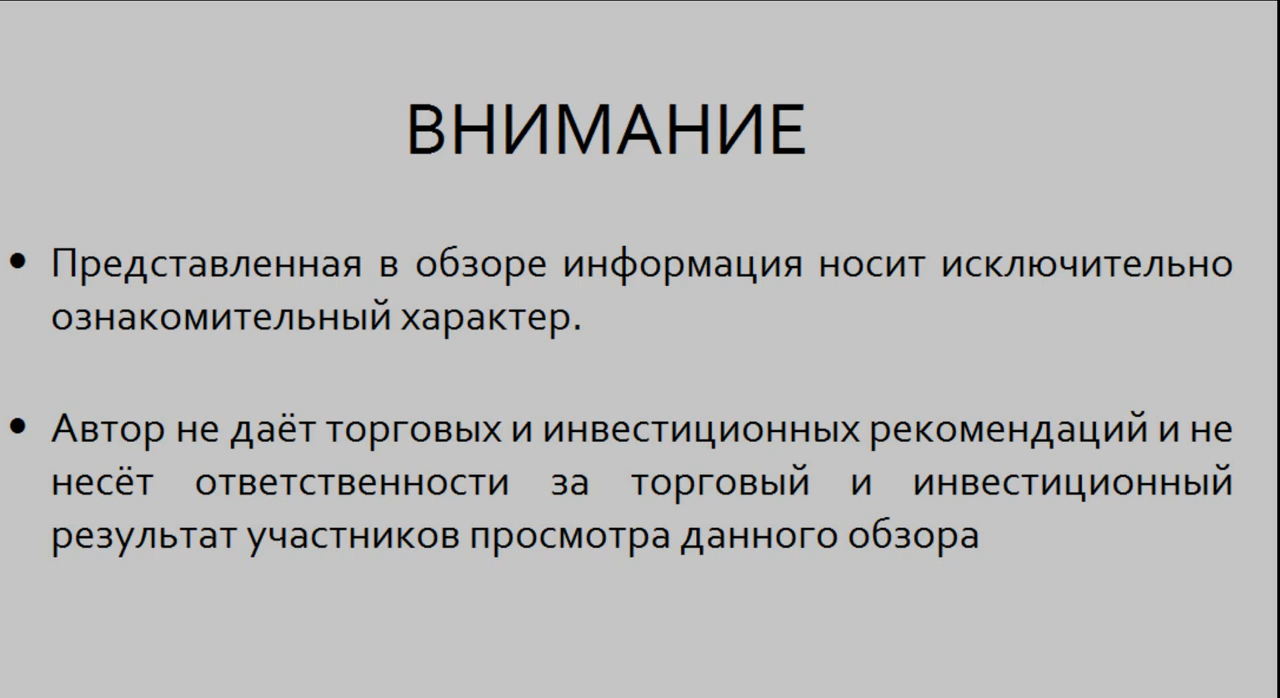 ВНИМАНИЕ
• Представленная в обзоре информация носит исключительно
ознакомительный характер.
• Автор не даёт торговых и инвестиционных рекомендаций и не
несёт ответственности за торговый и инвестиционный
результат участников просмотра данного обзора